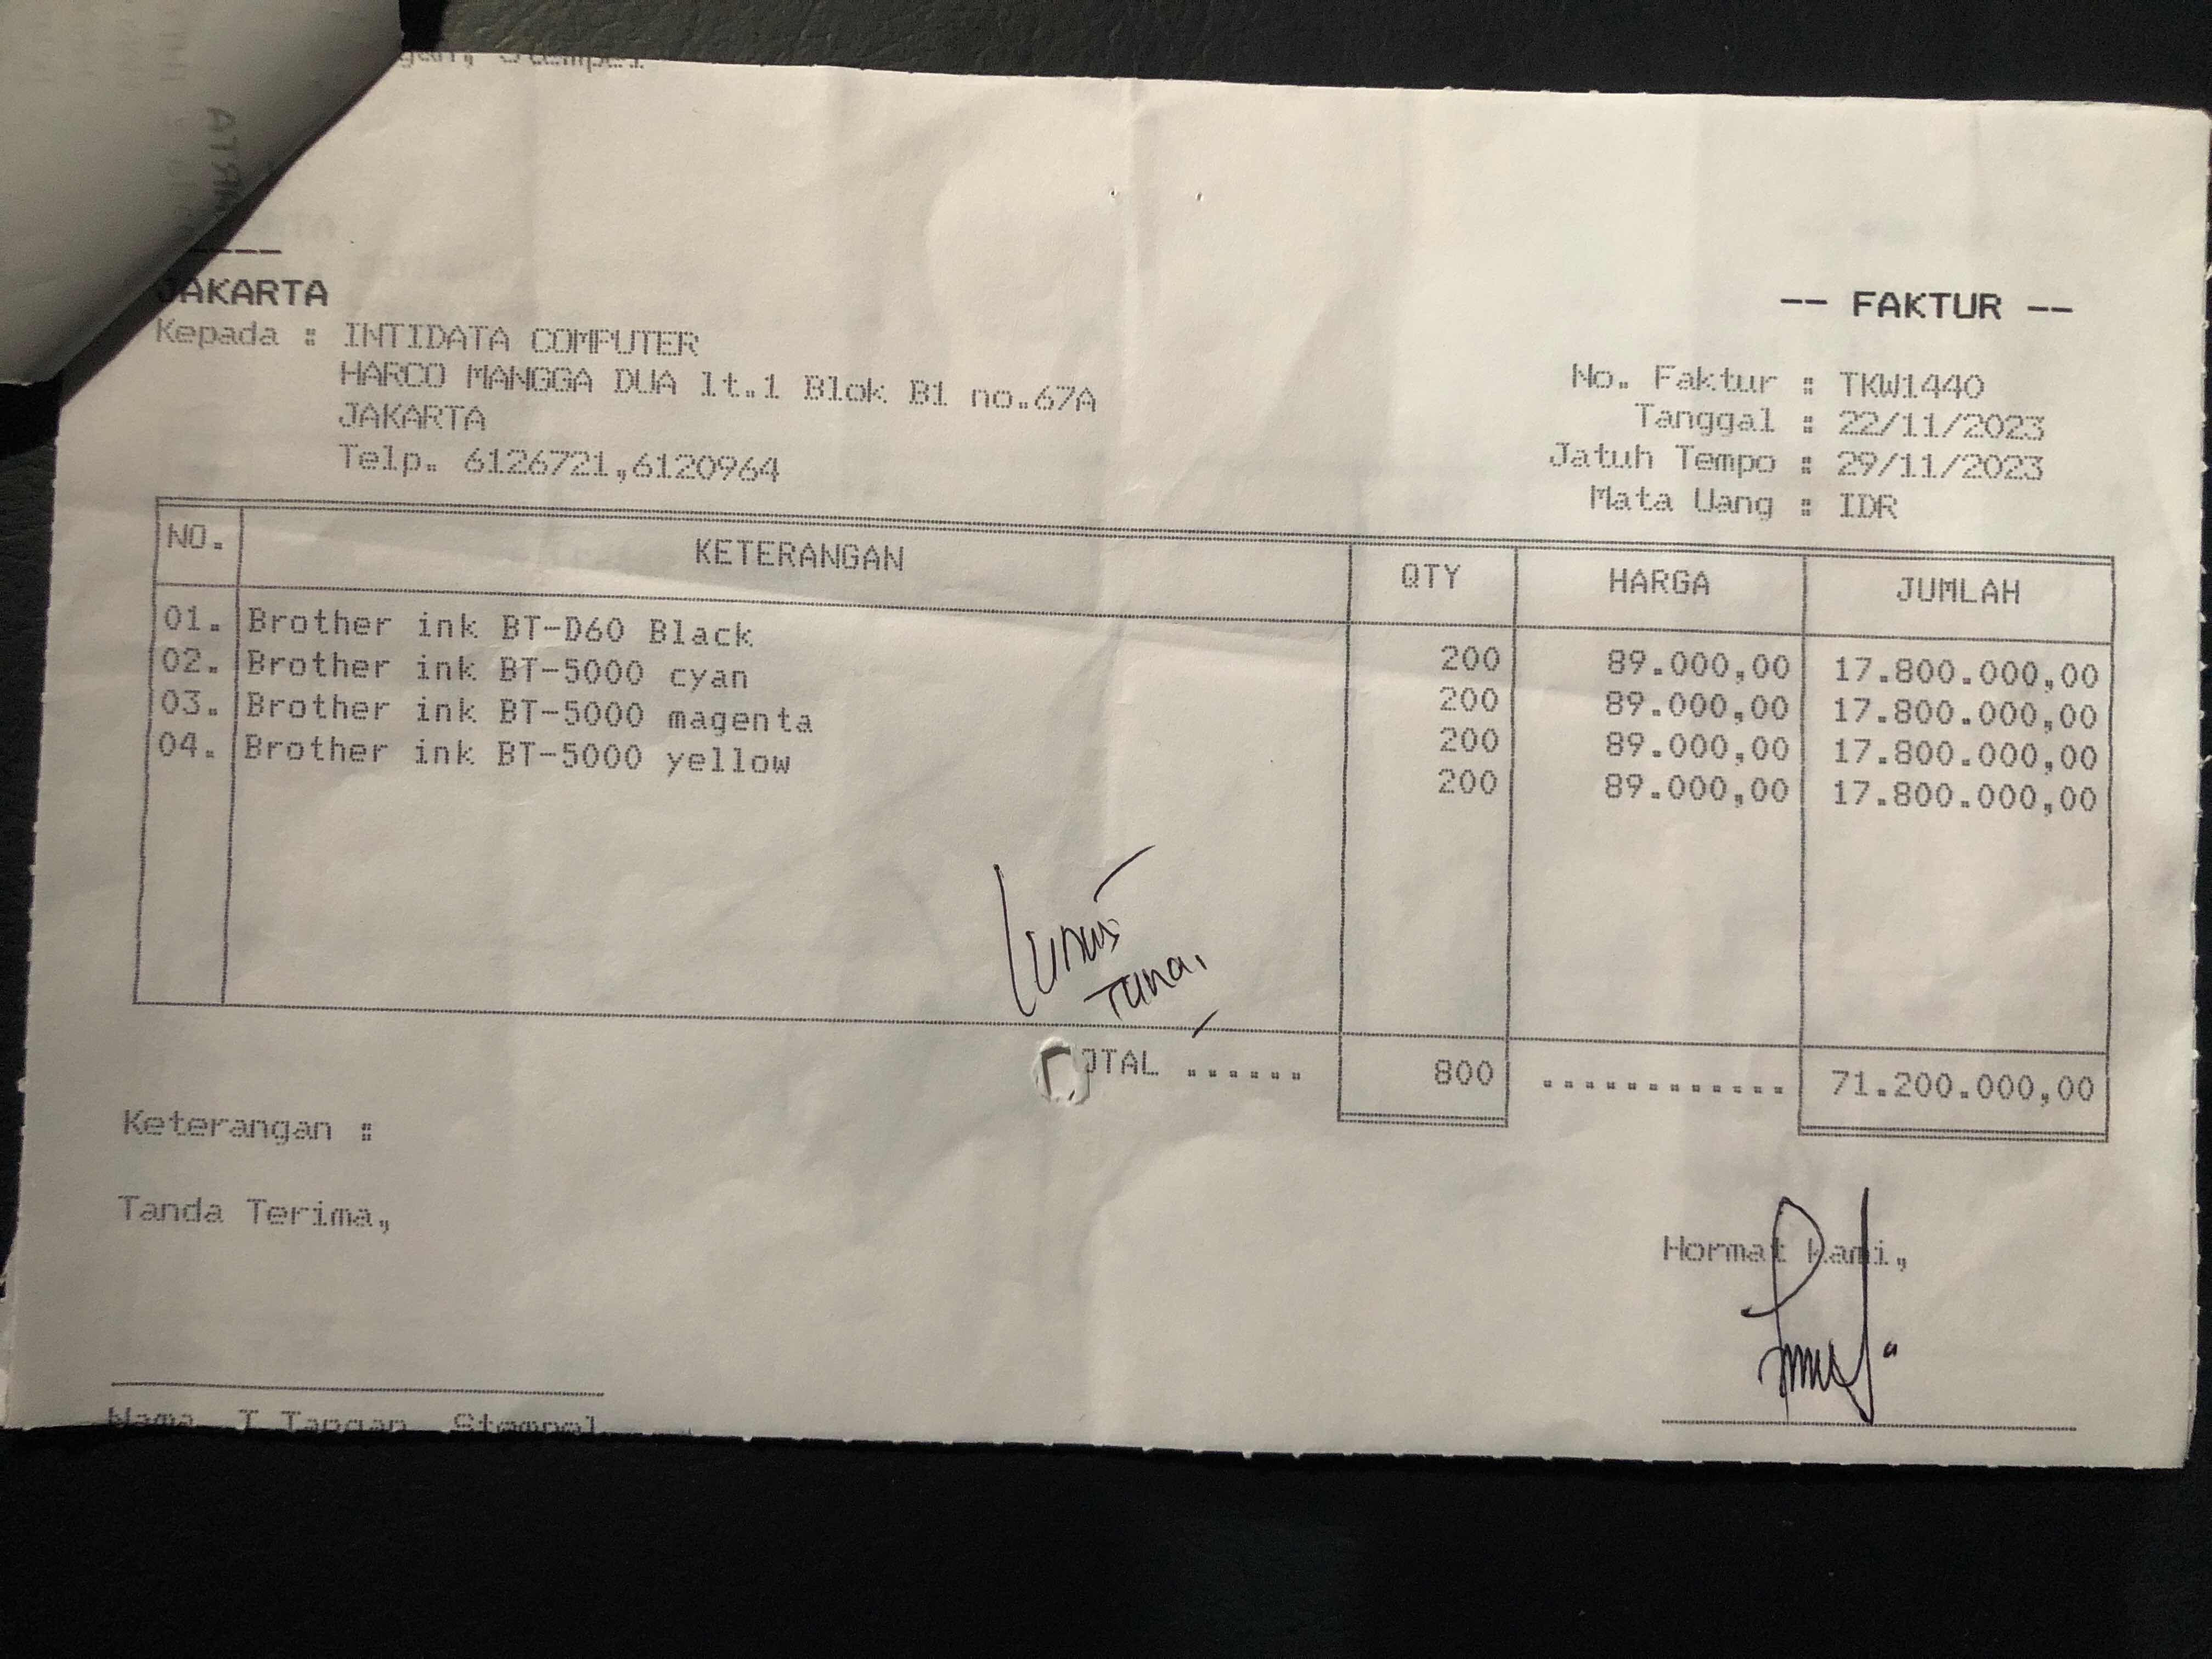 JAKARTA
-- FAKTUR --
Kepada : INTIDATA COMPUTER
HARCO MANGGA DUA lt.1 Blok B1 no.67A
JAKARTA
Telp. 6126721,6120964
No. Faktur : TKW1440
Tanggal : 22/11/2023
Jatuh Tempo : 29/11/2023
Mata Uang : IDR
NO. KETERANGAN QTY HARGA JUMLAH
01. Brother ink BT-D60 Black 200 89.000,00 17.800.000,00
02. Brother ink BT-5000 cyan 200 89.000,00 17.800.000,00
03. Brother ink BT-5000 magenta 200 89.000,00 17.800.000,00
04. Brother ink BT-5000 yellow 200 89.000,00 17.800.000,00
Lunas
Tunai
OTAL ...... 800 ............ 71.200.000,00
Keterangan :
Tanda Terima,
Hormat Kami,
Nama, T.Tangan, Stempel